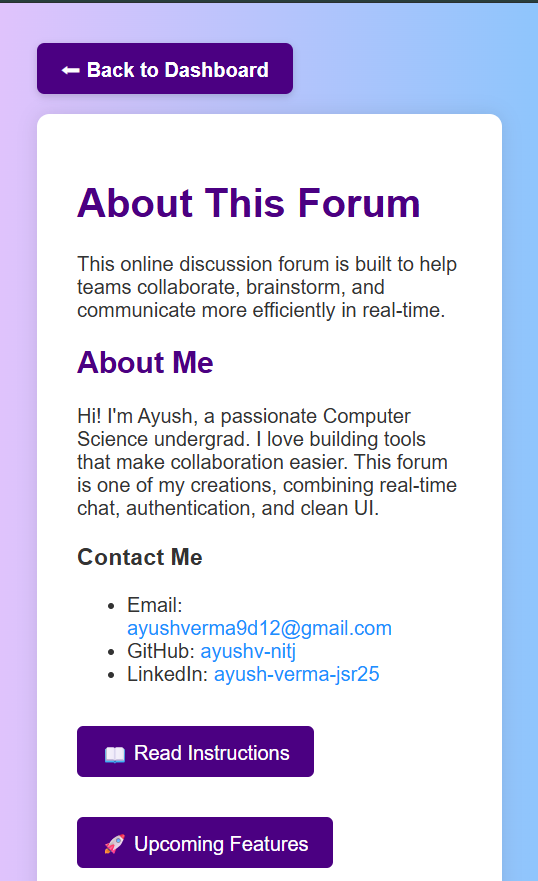 ⬅ Back to Dashboard
About This Forum
This online discussion forum is built to help
teams collaborate, brainstorm, and
communicate more efficiently in real-time.
About Me
Hi! I'm Ayush, a passionate Computer
Science undergrad. I love building tools
that make collaboration easier. This forum
is one of my creations, combining real-time
chat, authentication, and clean UI.
Contact Me
• Email:
ayushverma9d12@gmail.com
• GitHub: ayushv-nitj
• LinkedIn: ayush-verma-jsr25
📖 Read Instructions
🚀 Upcoming Features